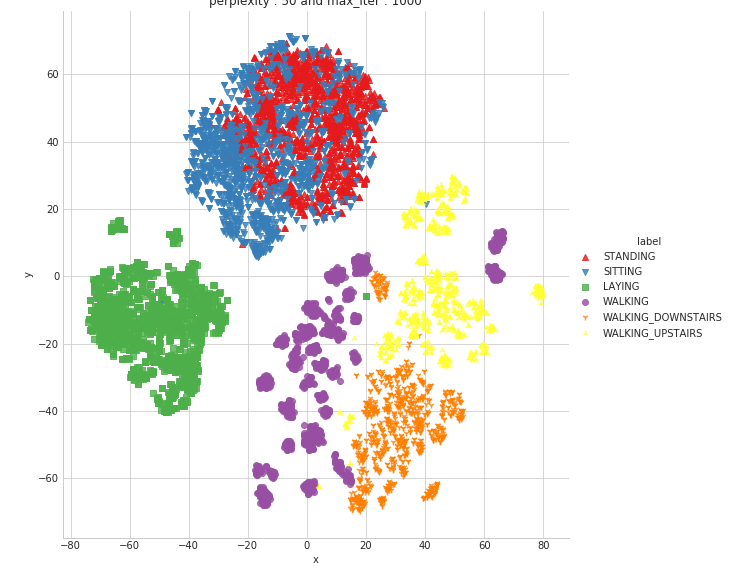 perplexity : 50 and max_iter : 1000
60
40
20
0
−20
−40
−60
y
−80
−60
−40
−20
0
20
40
60
80
x
label
STANDING
SITTING
LAYING
WALKING
WALKING_DOWNSTAIRS
WALKING_UPSTAIRS